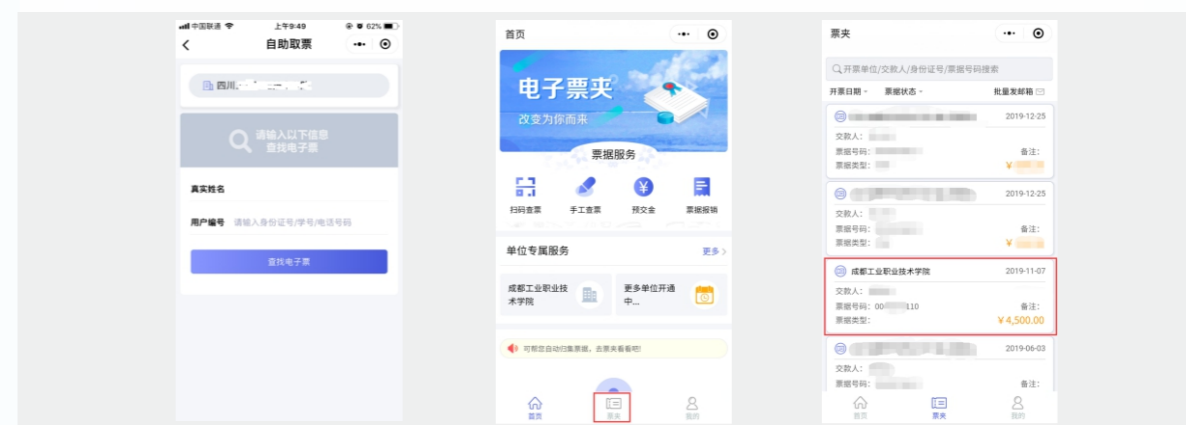 中国联通
上午9:49
62%
自助取票
四川
请输入以下信息
查找电子票
真实姓名
用户编号 请输入身份证号/学号/电话号码
查找电子票
首页
电子票夹
改变为你而来
票据服务
扫码查票 手工查票 预交金 票据报销
单位专属服务 更多>
成都工业职业技
术学院
更多单位开通
中...
可帮您自动归集票据，去票夹看看吧!
首页 票夹 我的
票夹
开票单位/交款人/身份证号/票据号码搜索
开票日期 票据状态 批量发邮箱
2019-12-25
交款人:
票据号码: 备注:
票据类型: ¥
2019-12-25
交款人:
票据号码: 备注:
票据类型: ¥
成都工业职业技术学院 2019-11-07
交款人:
票据号码: 00 110 备注:
票据类型: ¥4,500.00
2019-06-03
交款人:
票据号码: 备注:
首页 票夹 我的